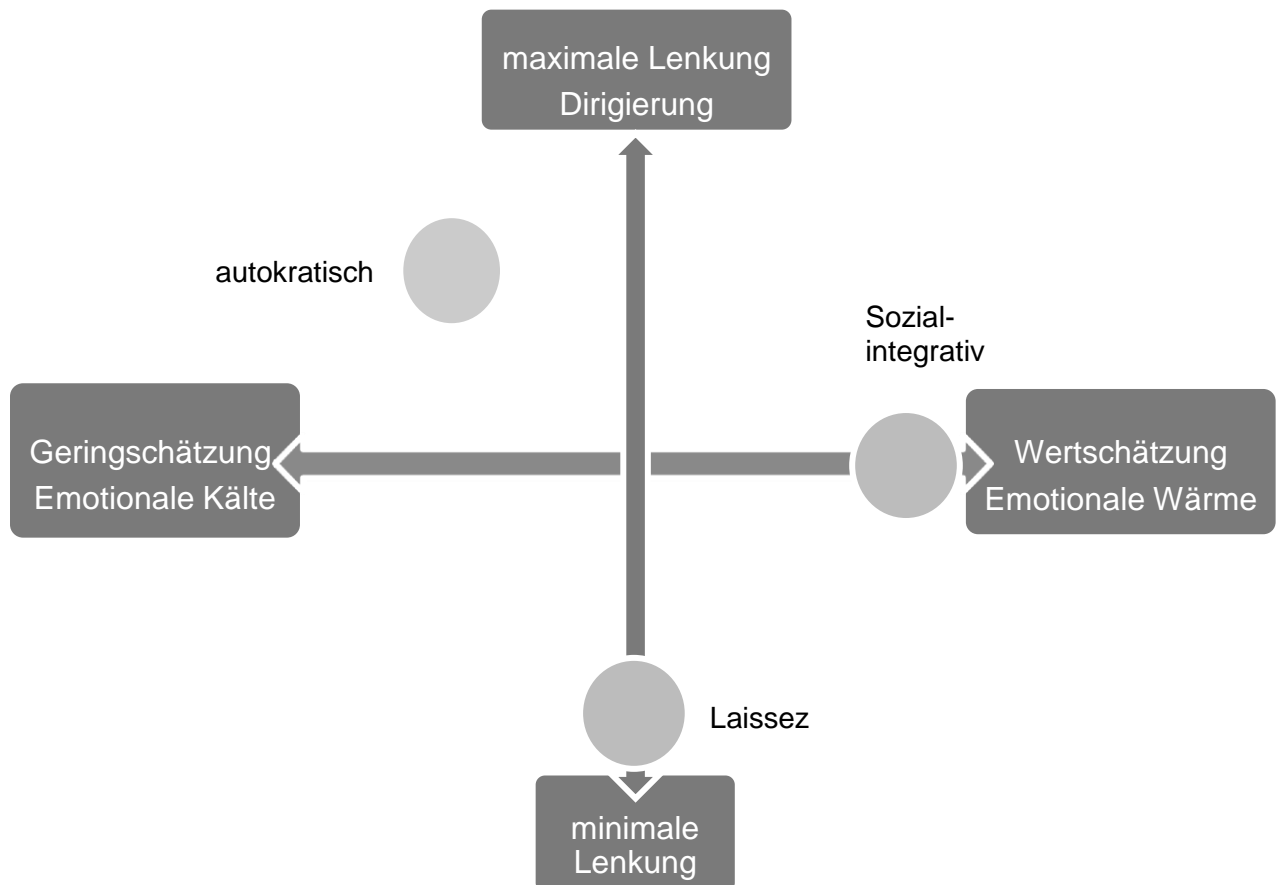 maximale Lenkung
Dirigierung
autokratisch
Sozial-
integrativ
Geringschätzung
Emotionale Kälte
Wertschätzung
Emotionale Wärme
Laissez
minimale
Lenkung